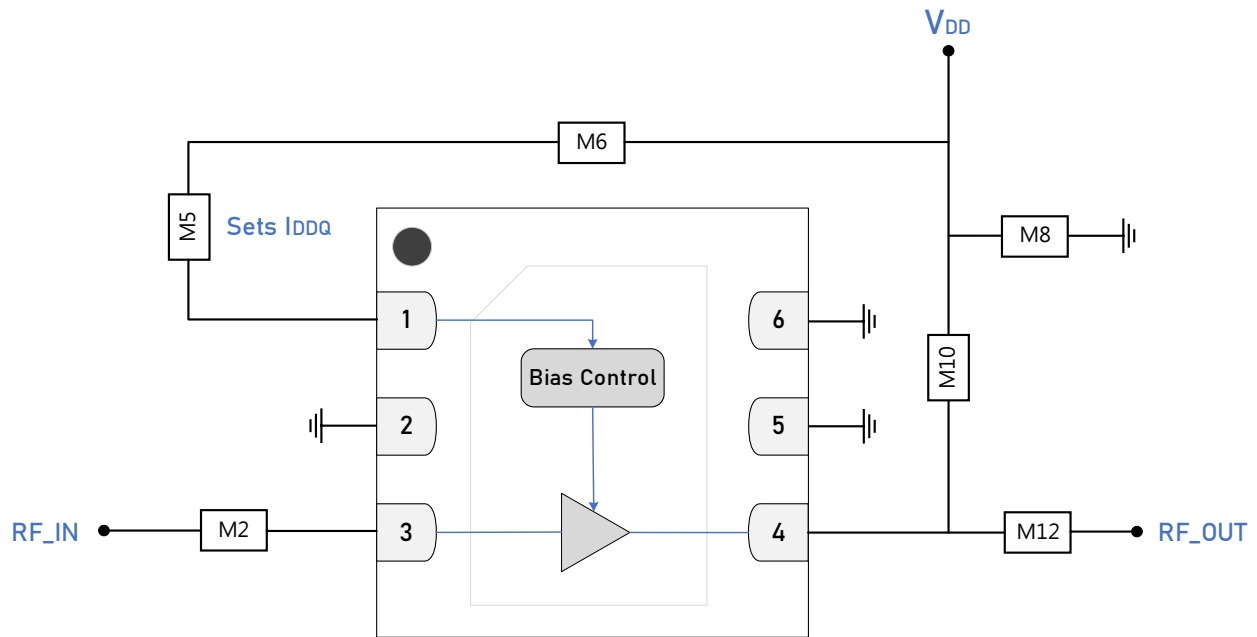 VDD
M6
M5
Sets IDDQ
M8
1
6
Bias Control
M10
2
5
RF_IN
M2
3
4
M12
RF_OUT